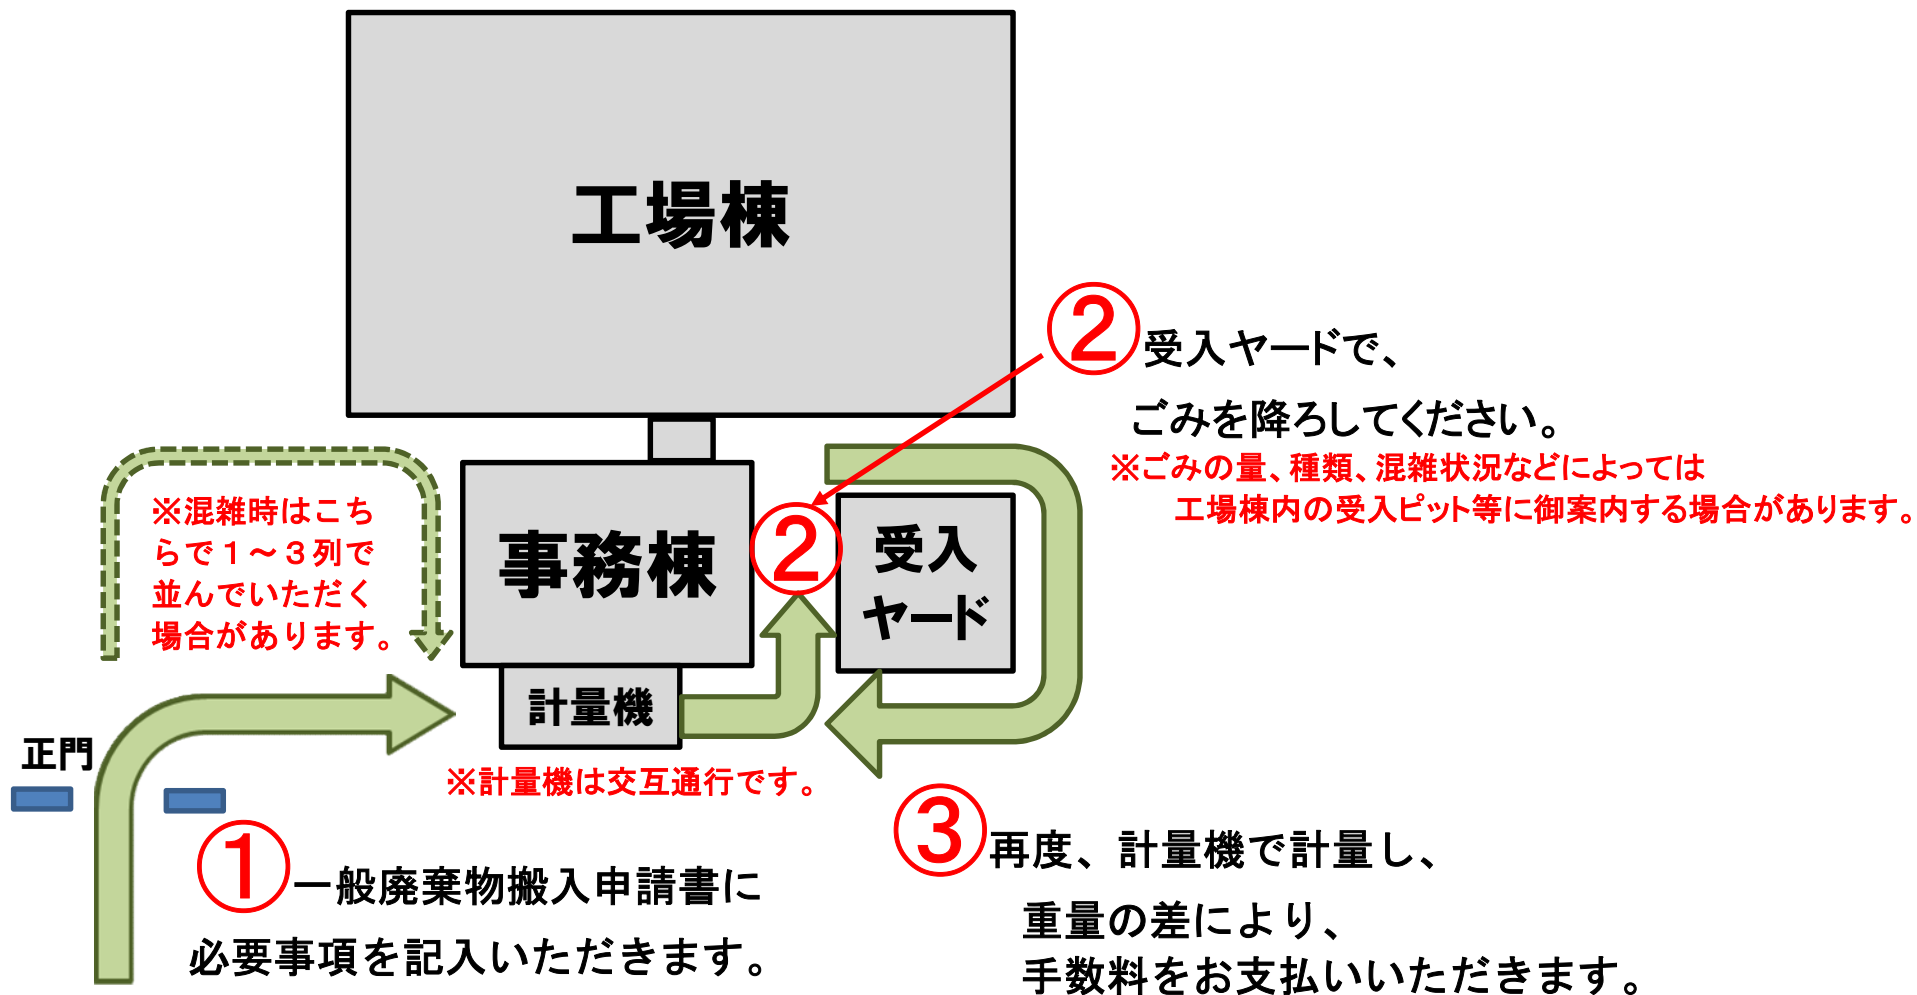 工場棟
②受入ヤードで、
ごみを降ろしてください。
※ごみの量、種類、混雑状況などによっては
工場棟内の受入ピット等に御案内する場合があります。
※混雑時はこち
らで1～3列で
並んでいただく
場合があります。
事務棟
②
受入
ヤード
計量機
正門
※計量機は交互通行です。
①一般廃棄物搬入申請書に
必要事項を記入いただきます。
③再度、計量機で計量し、
重量の差により、
手数料をお支払いいただきます。